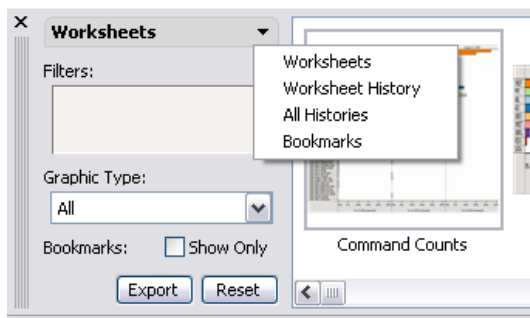 Worksheets
Worksheets
Worksheet History
All Histories
Bookmarks
Filters:
Graphic Type:
All
Bookmarks:
Show Only
Export
Reset
Command Counts